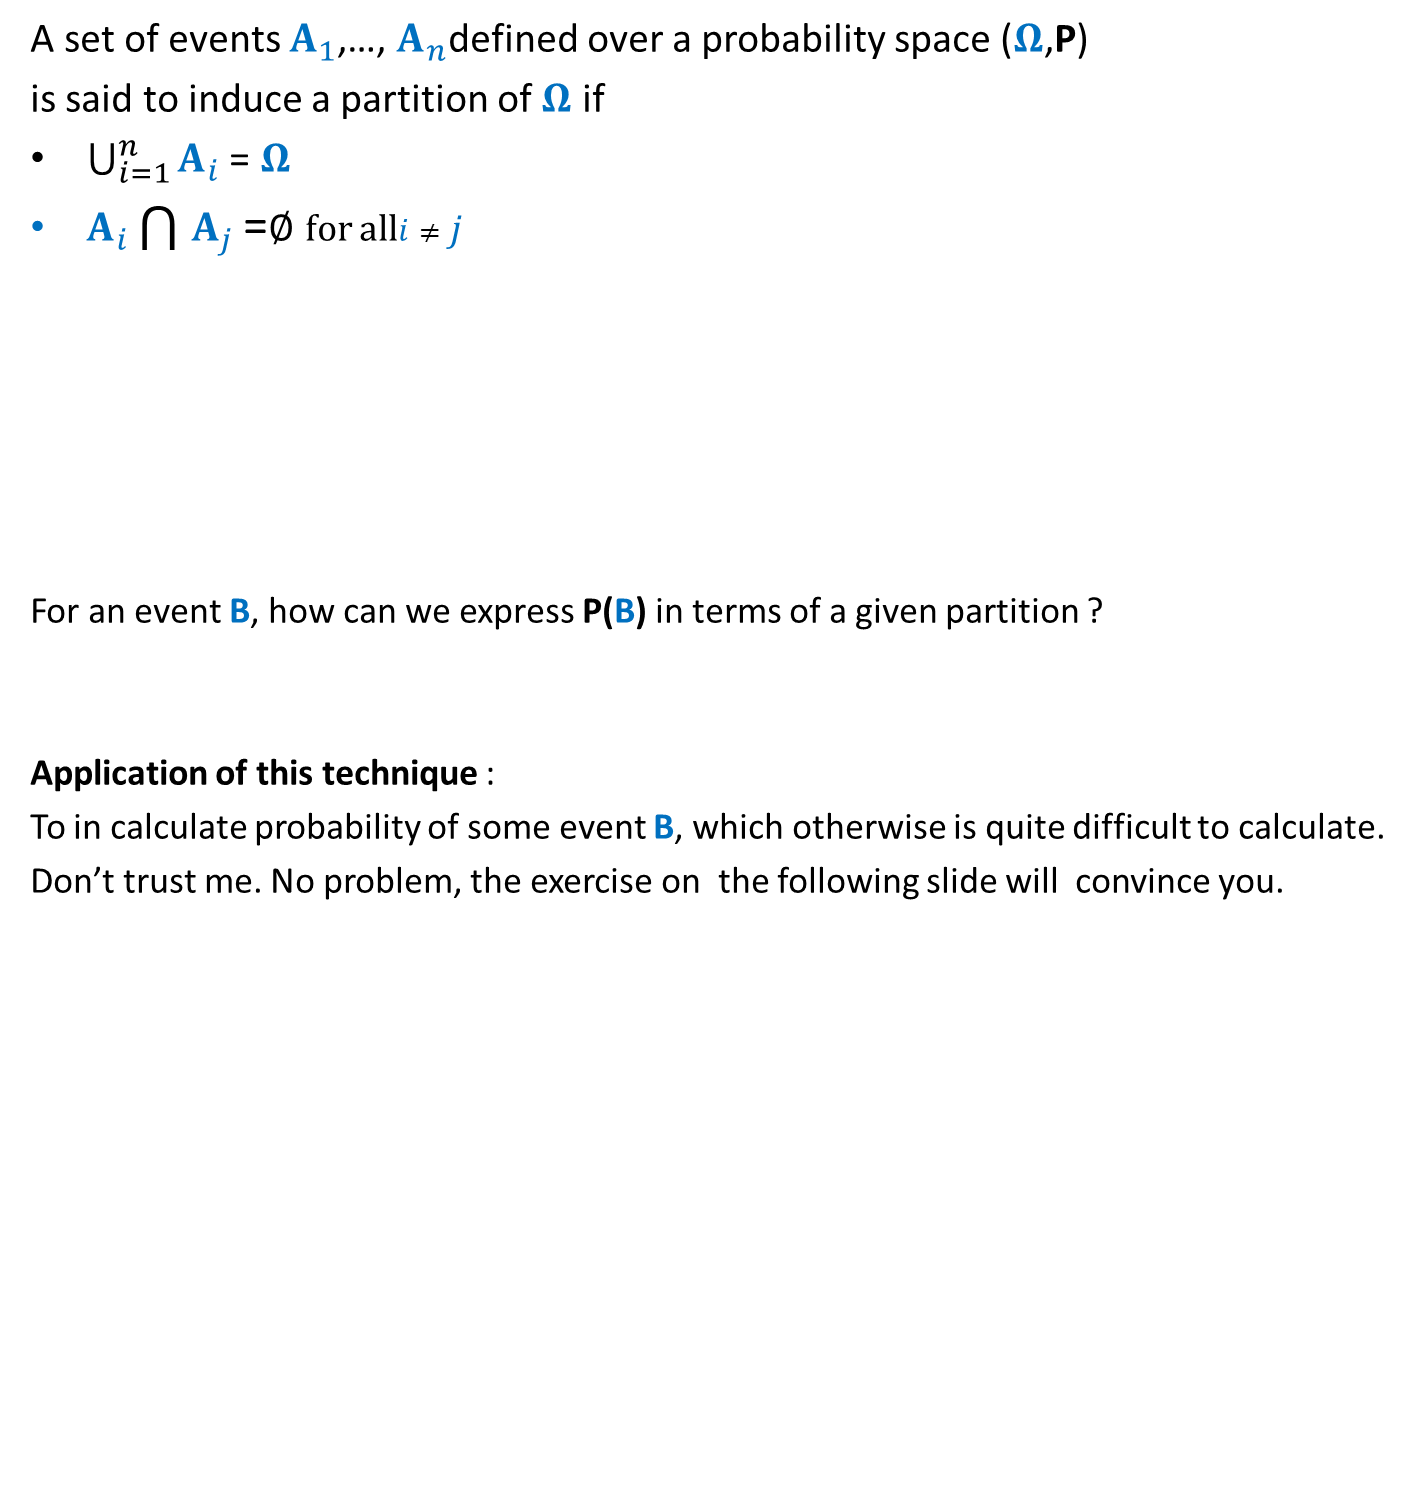 A set of events A₁,…, Aₙ defined over a probability space (Ω,P)
is said to induce a partition of Ω if
• ⋃ⁿᵢ₌₁ Aᵢ = Ω
• Aᵢ ⋂ Aⱼ =∅ for all i ≠ j
For an event B, how can we express P(B) in terms of a given partition ?
Application of this technique :
To in calculate probability of some event B, which otherwise is quite difficult to calculate.
Don’t trust me. No problem, the exercise on the following slide will convince you.